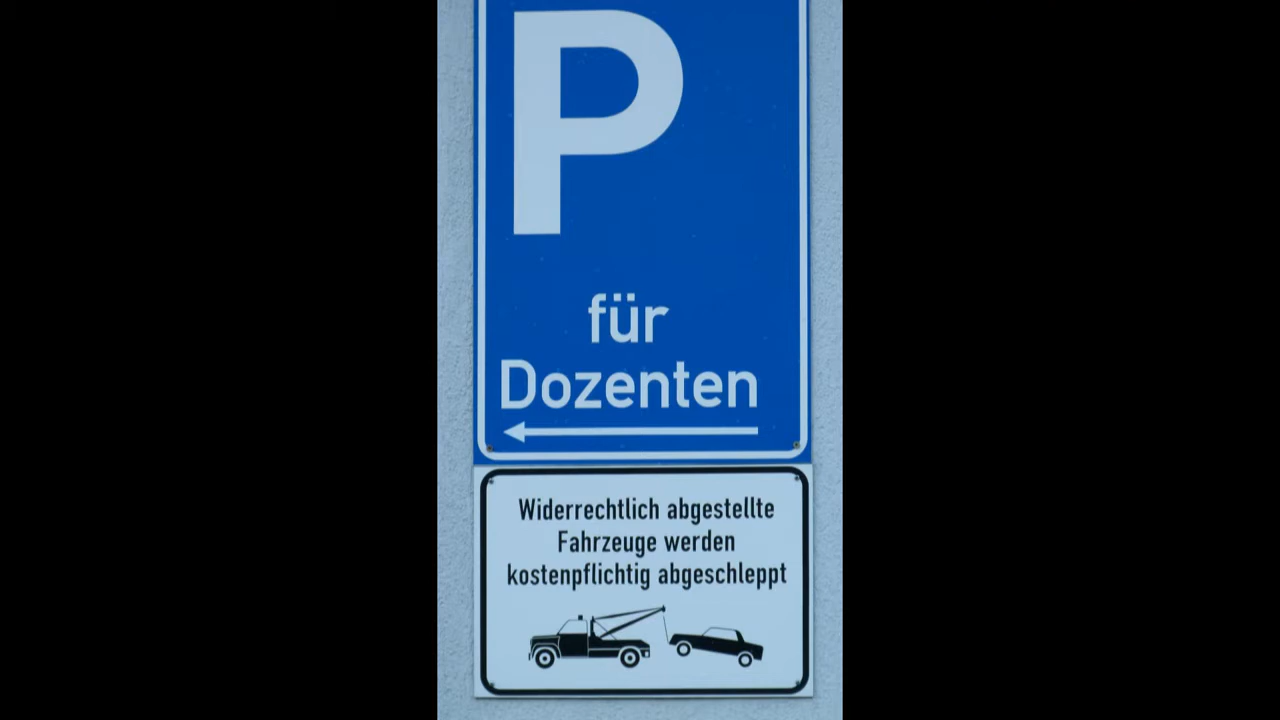 P
für
Dozenten
Widerrechtlich abgestellte
Fahrzeuge werden
kostenpflichtig abgeschleppt